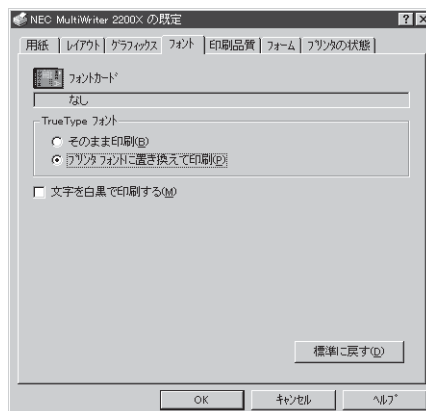 NEC MultiWriter 2200X の既定
用紙 レイアウト グラフィックス フォント 印刷品質 フォーム プリンタの状態
フォントカード
なし
TrueType フォント
そのまま印刷(B)
プリンタ フォントに置き換えて印刷(P)
文字を白黒で印刷する(M)
標準に戻す(D)
OK キャンセル ヘルプ